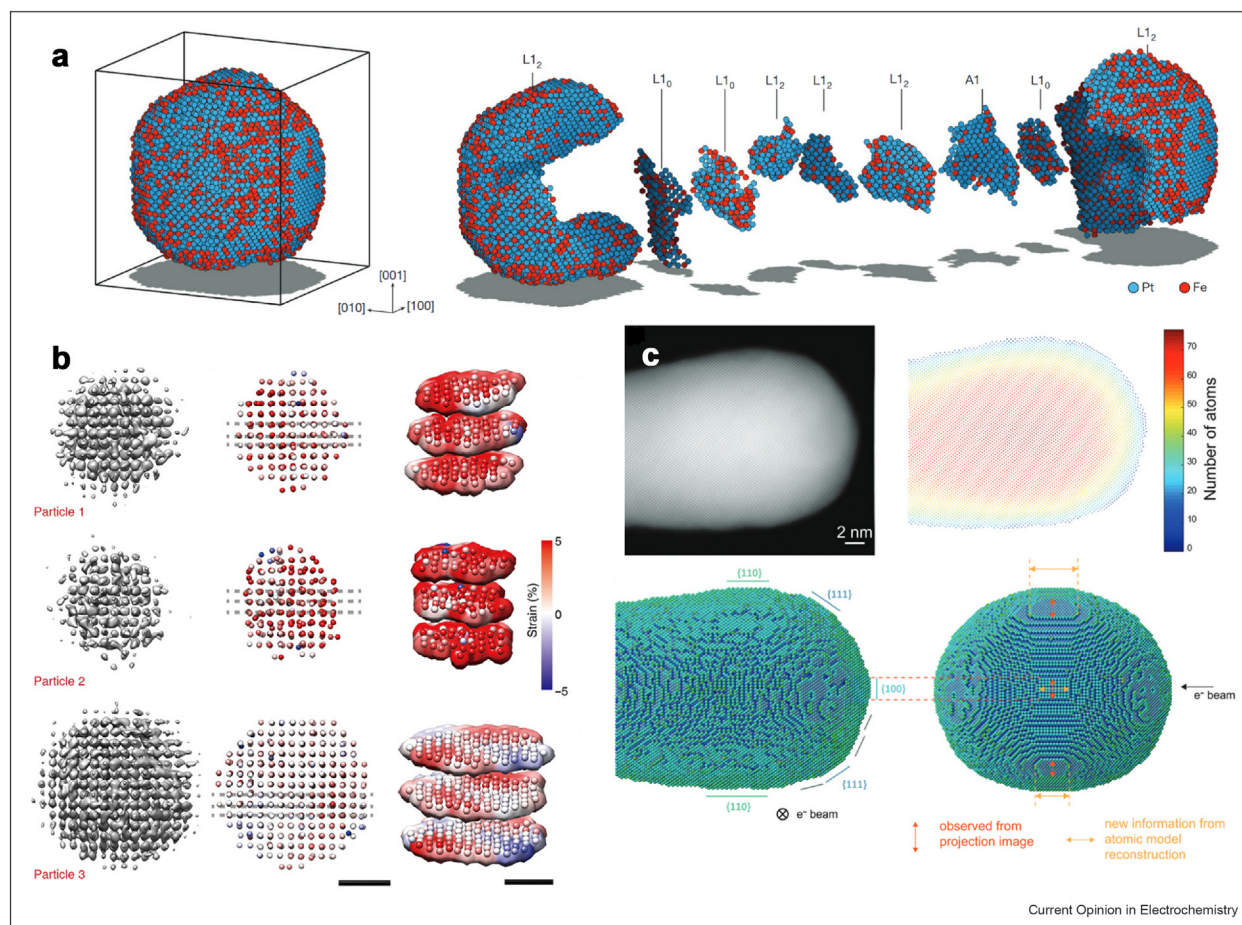 a
L1₂
L1₀
L1₀
L1₂
L1₂
L1₂
A1
L1₀
L1₂
[001]
[010]
[100]
Pt
Fe
b
Particle 1
Particle 2
Particle 3
5
0
−5
Strain (%)
c
2 nm
70
60
50
40
30
20
10
0
Number of atoms
{110}
{111}
{100}
{111}
{110}
e⁻ beam
e⁻ beam
observed from
projection image
new information from
atomic model
reconstruction
Current Opinion in Electrochemistry